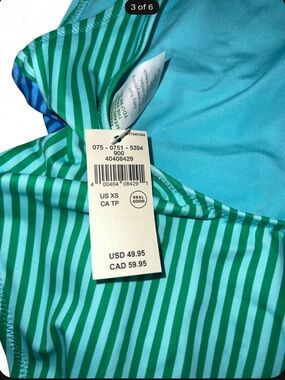 3 of 6
075 - 0751 - 5394
900
40408429
4 00404 08429 1
US XS
CA TP
REAL
GOOD
USD 49.95
CAD 59.95